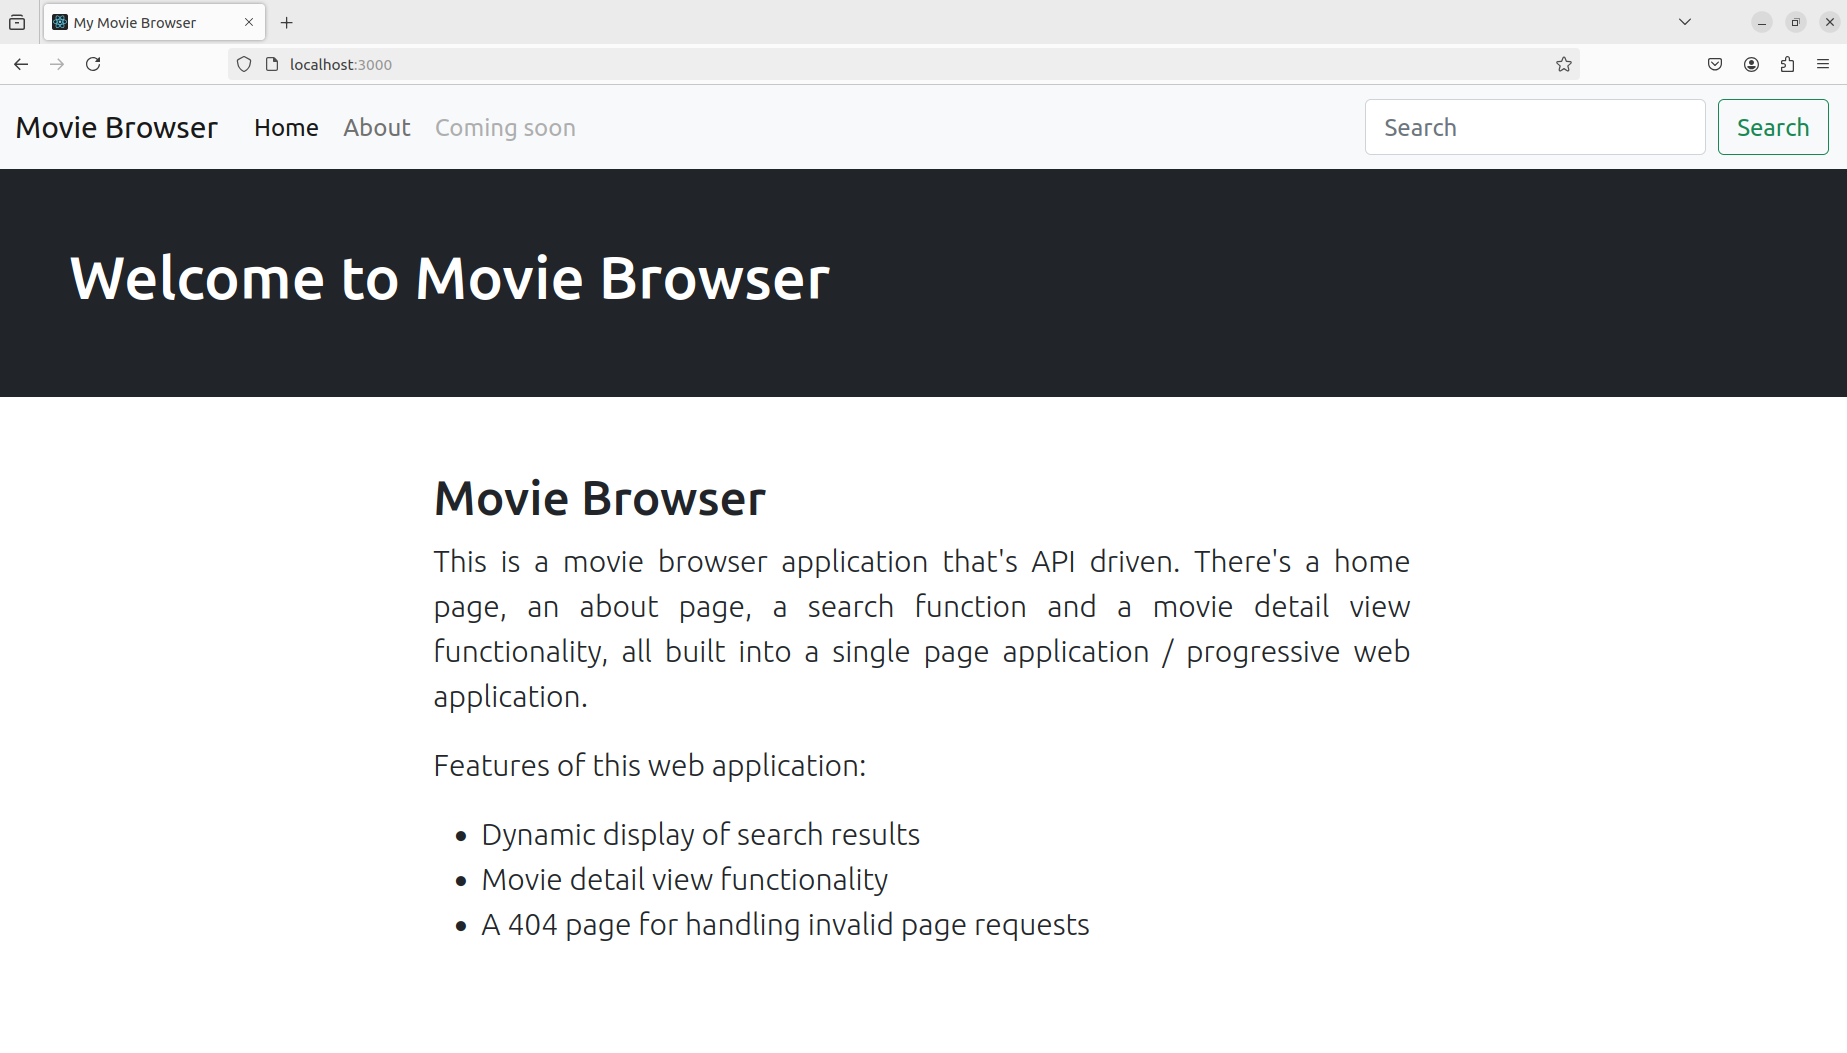 My Movie Browser
localhost:3000
Movie Browser Home About Coming soon Search Search
Welcome to Movie Browser
Movie Browser
This is a movie browser application that's API driven. There's a home
page, an about page, a search function and a movie detail view
functionality, all built into a single page application / progressive web
application.
Features of this web application:
• Dynamic display of search results
• Movie detail view functionality
• A 404 page for handling invalid page requests